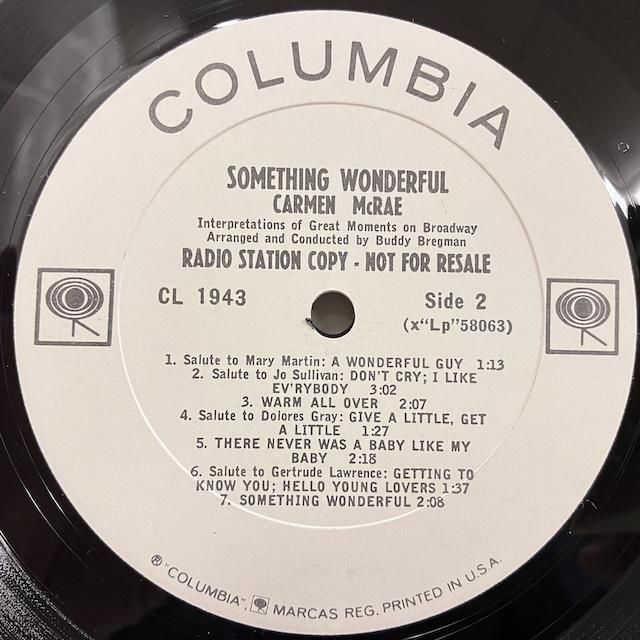 COLUMBIA
SOMETHING WONDERFUL
CARMEN McRAE
Interpretations of Great Moments on Broadway
Arranged and Conducted by Buddy Bregman
RADIO STATION COPY - NOT FOR RESALE
CL 1943
Side 2
(x"Lp"58063)
1. Salute to Mary Martin: A WONDERFUL GUY 1:13
2. Salute to Jo Sullivan: DON'T CRY; I LIKE
EV'RYBODY 3:02
3. WARM ALL OVER 2:07
4. Salute to Dolores Gray: GIVE A LITTLE, GET
A LITTLE 1:27
5. THERE NEVER WAS A BABY LIKE MY
BABY 2:18
6. Salute to Gertrude Lawrence: GETTING TO
KNOW YOU; HELLO YOUNG LOVERS 1:37
7. SOMETHING WONDERFUL 2:08
® "COLUMBIA", MARCAS REG. PRINTED IN U.S.A.